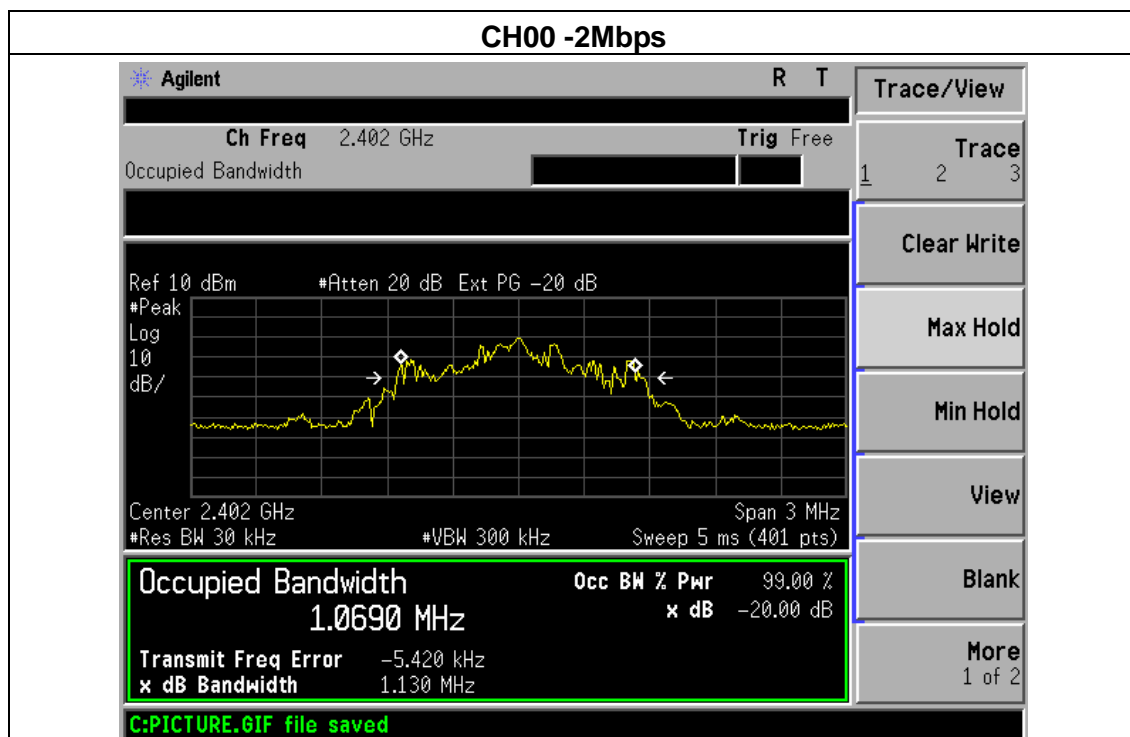 CH00 -2Mbps
Agilent R T
Trace/View
Ch Freq 2.402 GHz Trig Free
Occupied Bandwidth
Trace
1 2 3
Clear Write
Max Hold
Min Hold
View
Blank
More
1 of 2
Ref 10 dBm #Atten 20 dB Ext PG -20 dB
#Peak
Log
10
dB/
Center 2.402 GHz Span 3 MHz
#Res BW 30 kHz #VBW 300 kHz Sweep 5 ms (401 pts)
Occupied Bandwidth Occ BW % Pwr 99.00 %
1.0690 MHz x dB -20.00 dB
Transmit Freq Error -5.420 kHz
x dB Bandwidth 1.130 MHz
C:PICTURE.GIF file saved